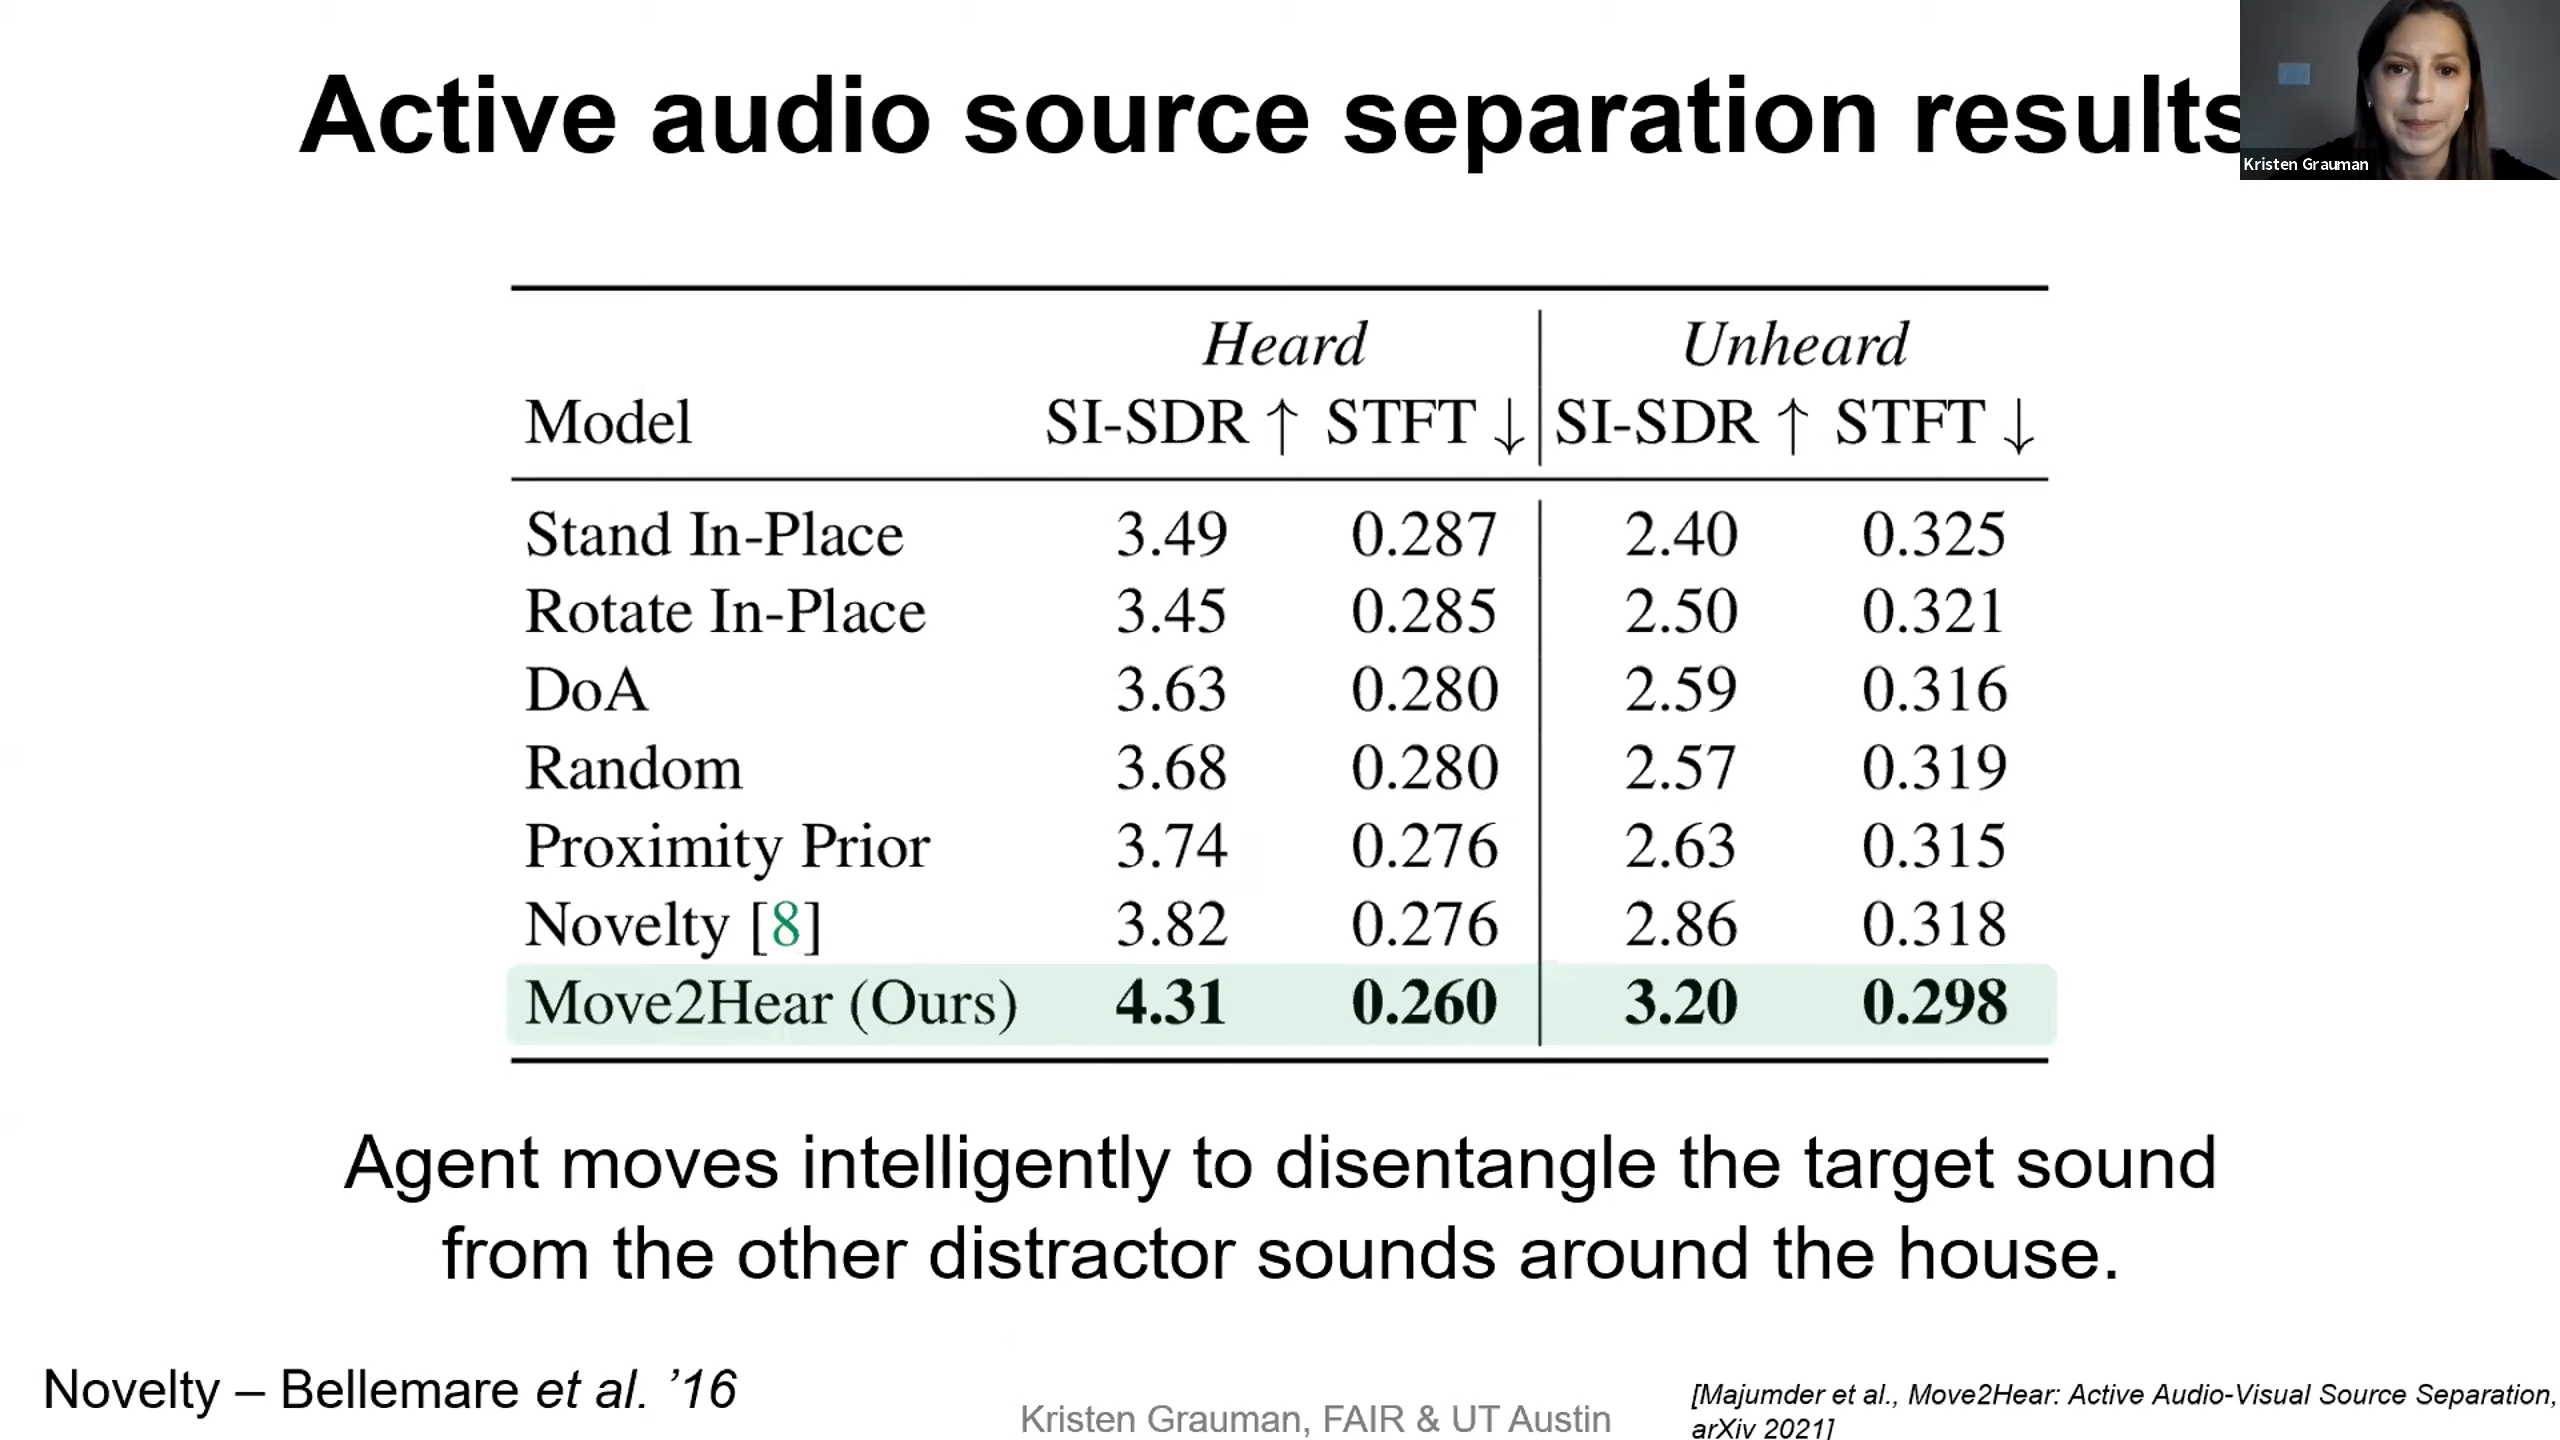 Active audio source separation results
Kristen Grauman
Heard Unheard
Model SI-SDR ↑ STFT ↓ SI-SDR ↑ STFT ↓
Stand In-Place 3.49 0.287 2.40 0.325
Rotate In-Place 3.45 0.285 2.50 0.321
DoA 3.63 0.280 2.59 0.316
Random 3.68 0.280 2.57 0.319
Proximity Prior 3.74 0.276 2.63 0.315
Novelty [8] 3.82 0.276 2.86 0.318
Move2Hear (Ours) 4.31 0.260 3.20 0.298
Agent moves intelligently to disentangle the target sound
from the other distractor sounds around the house.
Novelty – Bellemare et al. ’16
Kristen Grauman, FAIR & UT Austin
[Majumder et al., Move2Hear: Active Audio-Visual Source Separation,
arXiv 2021]